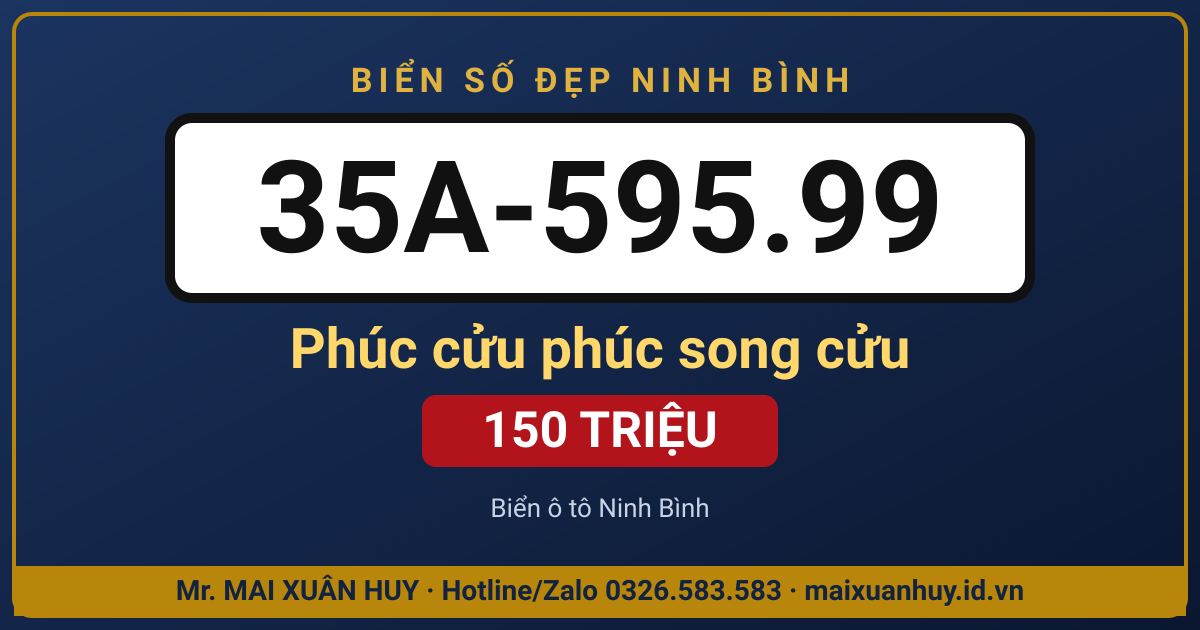 BIỂN SỐ ĐẸP NINH BÌNH
35A-595.99
Phúc cửu phúc song cửu
150 TRIỆU
Biển ô tô Ninh Bình
Mr. MAI XUÂN HUY · Hotline/Zalo 0326.583.583 · maixuanhuy.id.vn